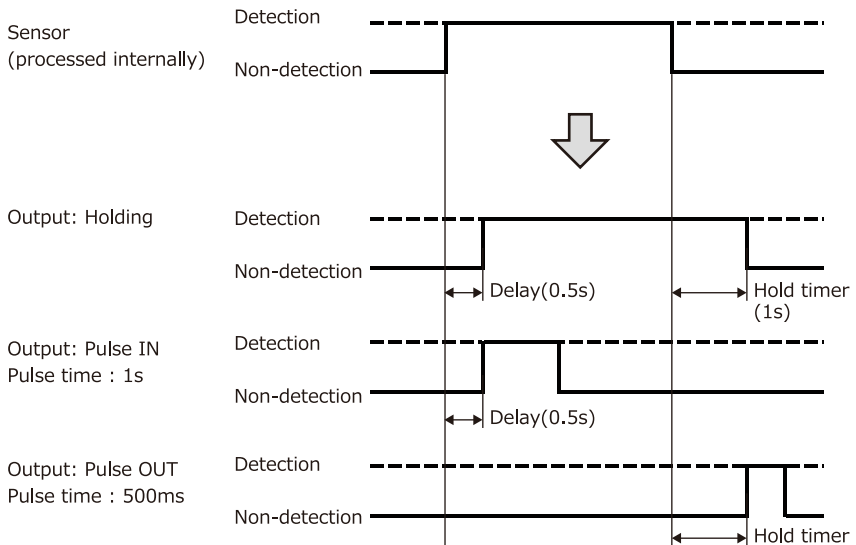 Sensor
(processed internally)
Detection
Non-detection
Output: Holding
Detection
Non-detection
Delay(0.5s)
Hold timer
(1s)
Output: Pulse IN
Pulse time : 1s
Detection
Non-detection
Delay(0.5s)
Output: Pulse OUT
Pulse time : 500ms
Detection
Non-detection
Hold timer